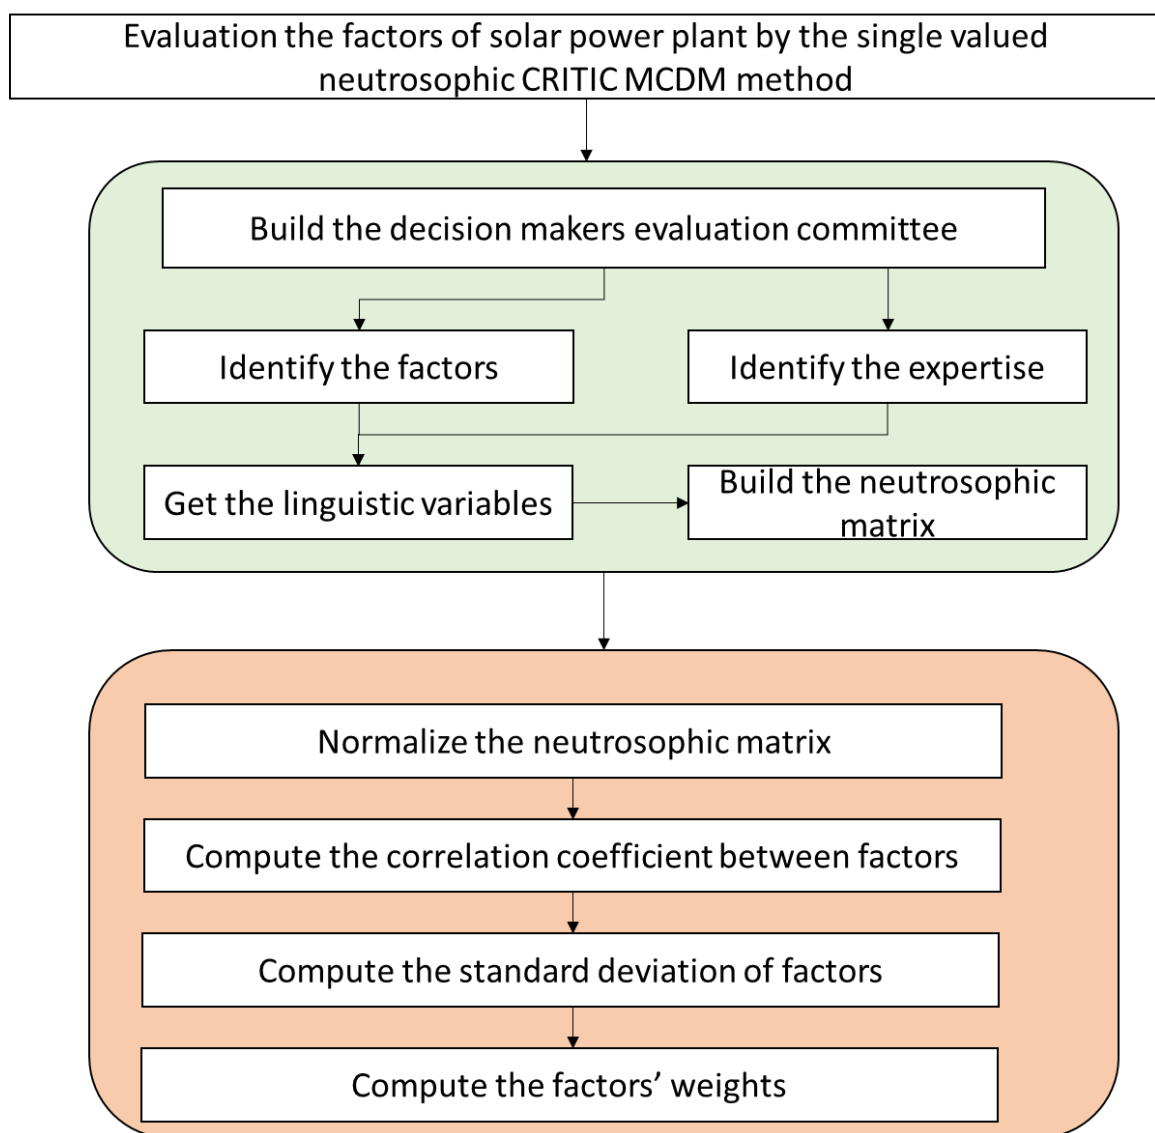 Evaluation the factors of solar power plant by the single valued
neutrosophic CRITIC MCDM method
Build the decision makers evaluation committee
Identify the factors
Identify the expertise
Get the linguistic variables
Build the neutrosophic
matrix
Normalize the neutrosophic matrix
Compute the correlation coefficient between factors
Compute the standard deviation of factors
Compute the factors’ weights